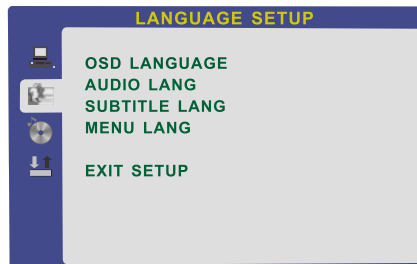 LANGUAGE SETUP
OSD LANGUAGE
AUDIO LANG
SUBTITLE LANG
MENU LANG
EXIT SETUP